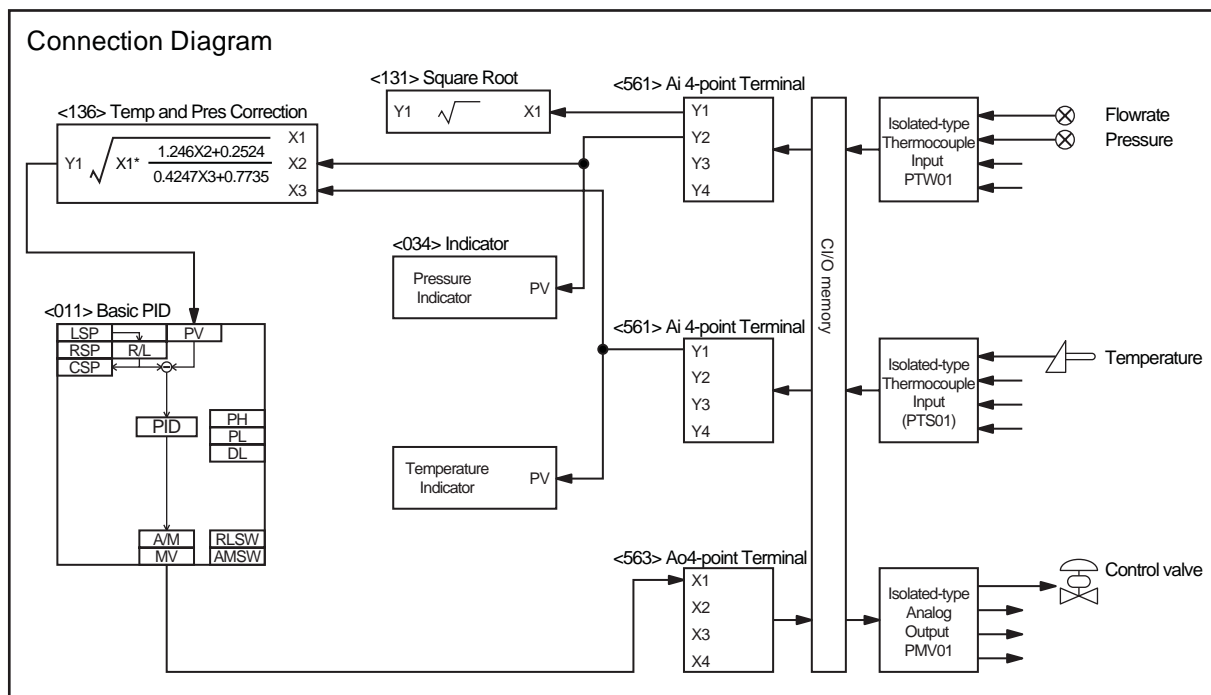 Connection Diagram
<136> Temp and Pres Correction
Y1
X1*
1.246X2+0.2524
0.4247X3+0.7735
X1
X2
X3
<131> Square Root
Y1
X1
<561> Ai 4-point Terminal
Y1
Y2
Y3
Y4
Isolated-type
Thermocouple
Input
PTW01
Flowrate
Pressure
CI/O memory
<034> Indicator
Pressure
Indicator
PV
<011> Basic PID
LSP
PV
RSP
R/L
CSP
PID
PH
PL
DL
A/M
RLSW
MV
AMSW
<561> Ai 4-point Terminal
Y1
Y2
Y3
Y4
Isolated-type
Thermocouple
Input
(PTS01)
Temperature
Temperature
Indicator
PV
<563> Ao4-point Terminal
X1
X2
X3
X4
Isolated-type
Analog
Output
PMV01
Control valve